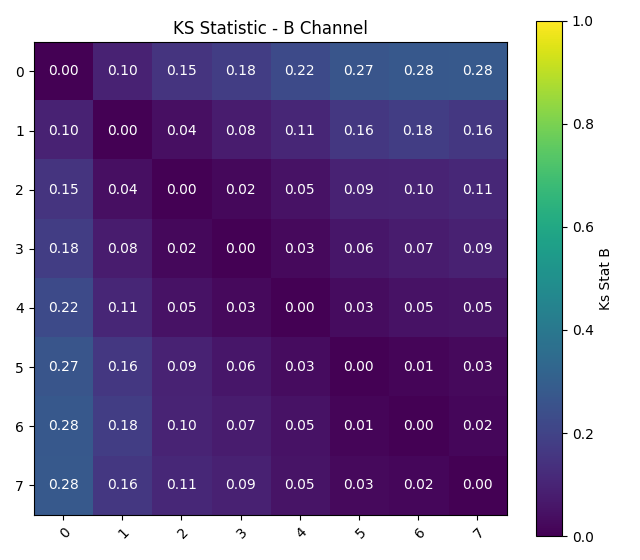 KS Statistic - B Channel
0 0.00 0.10 0.15 0.18 0.22 0.27 0.28 0.28
1 0.10 0.00 0.04 0.08 0.11 0.16 0.18 0.16
2 0.15 0.04 0.00 0.02 0.05 0.09 0.10 0.11
3 0.18 0.08 0.02 0.00 0.03 0.06 0.07 0.09
4 0.22 0.11 0.05 0.03 0.00 0.03 0.05 0.05
5 0.27 0.16 0.09 0.06 0.03 0.00 0.01 0.03
6 0.28 0.18 0.10 0.07 0.05 0.01 0.00 0.02
7 0.28 0.16 0.11 0.09 0.05 0.03 0.02 0.00
0 1 2 3 4 5 6 7
1.0
0.8
0.6
0.4
0.2
0.0
Ks Stat B